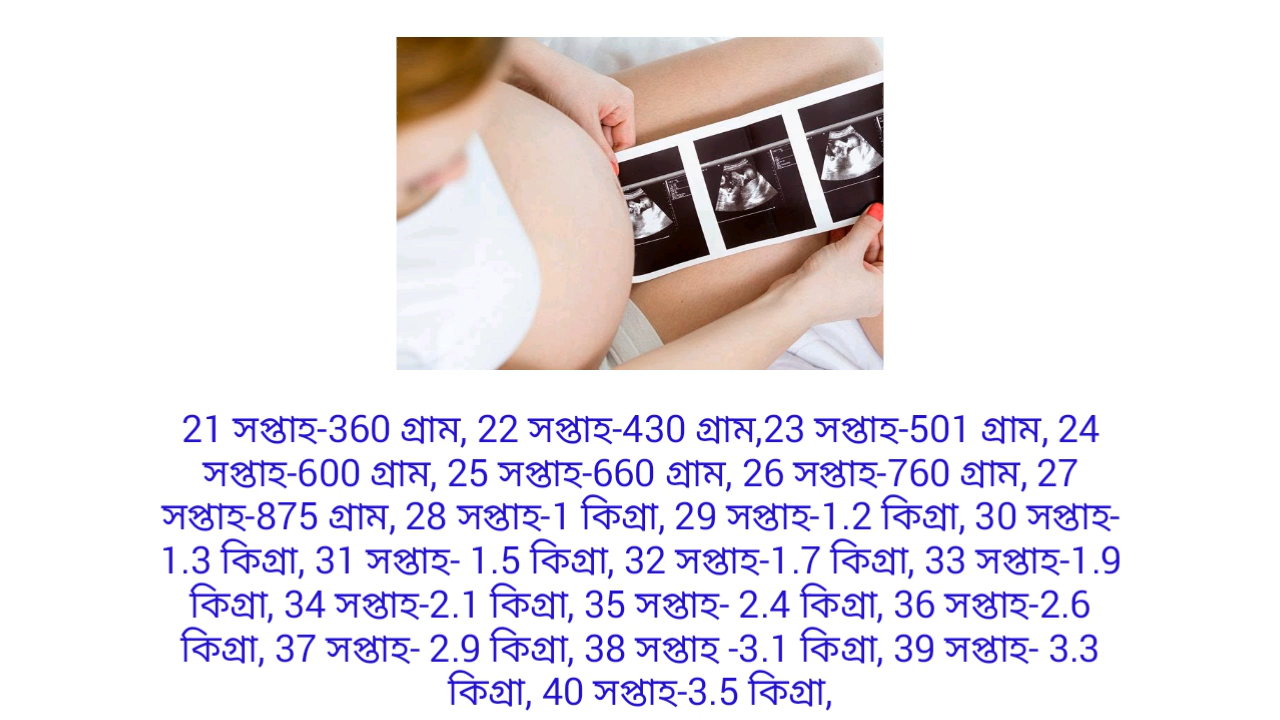 21 সপ্তাহ-360 গ্রাম, 22 সপ্তাহ-430 গ্রাম,23 সপ্তাহ-501 গ্রাম, 24
সপ্তাহ-600 গ্রাম, 25 সপ্তাহ-660 গ্রাম, 26 সপ্তাহ-760 গ্রাম, 27
সপ্তাহ-875 গ্রাম, 28 সপ্তাহ-1 কিগ্রা, 29 সপ্তাহ-1.2 কিগ্রা, 30 সপ্তাহ-
1.3 কিগ্রা, 31 সপ্তাহ- 1.5 কিগ্রা, 32 সপ্তাহ-1.7 কিগ্রা, 33 সপ্তাহ-1.9
কিগ্রা, 34 সপ্তাহ-2.1 কিগ্রা, 35 সপ্তাহ- 2.4 কিগ্রা, 36 সপ্তাহ-2.6
কিগ্রা, 37 সপ্তাহ- 2.9 কিগ্রা, 38 সপ্তাহ -3.1 কিগ্রা, 39 সপ্তাহ- 3.3
কিগ্রা, 40 সপ্তাহ-3.5 কিগ্রা,